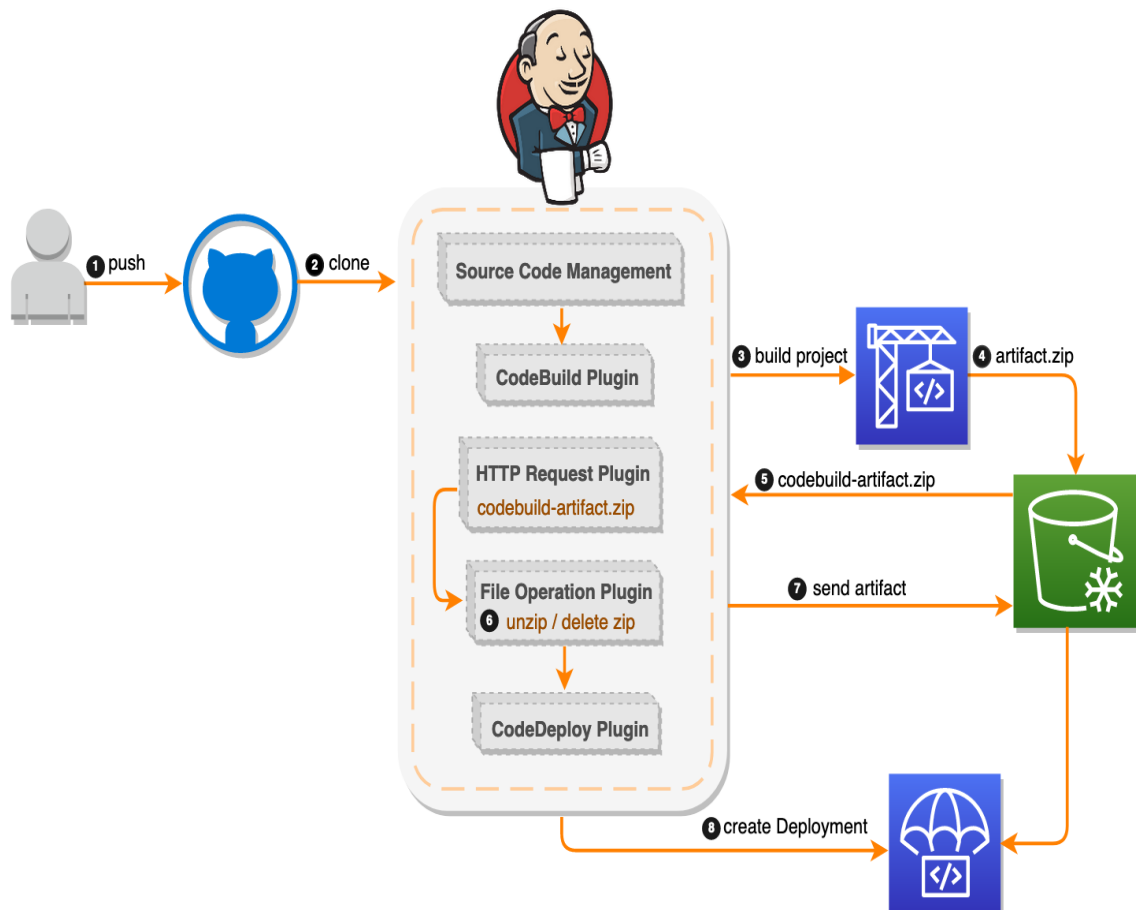 1 push
2 clone
Source Code Management
CodeBuild Plugin
3 build project
4 artifact.zip
HTTP Request Plugin
codebuild-artifact.zip
5 codebuild-artifact.zip
File Operation Plugin
6 unzip / delete zip
7 send artifact
CodeDeploy Plugin
8 create Deployment
</>
</>